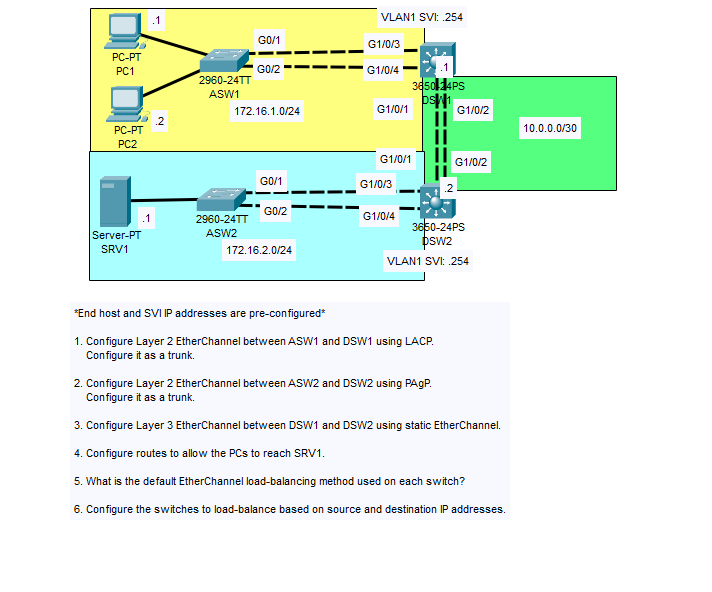 VLAN1 SVI: .254
.1
G0/1
G1/0/3
PC-PT
PC1
G0/2
G1/0/4
.1
2960-24TT
ASW1
3650-24PS
DSW1
172.16.1.0/24
G1/0/1
G1/0/2
.2
PC-PT
PC2
10.0.0.0/30
G1/0/1
G1/0/2
G0/1
G1/0/3
.2
G0/2
G1/0/4
.1
2960-24TT
ASW2
3650-24PS
DSW2
Server-PT
SRV1
172.16.2.0/24
VLAN1 SVI: .254
*End host and SVI IP addresses are pre-configured*
1. Configure Layer 2 EtherChannel between ASW1 and DSW1 using LACP.
Configure it as a trunk.
2. Configure Layer 2 EtherChannel between ASW2 and DSW2 using PAgP.
Configure it as a trunk.
3. Configure Layer 3 EtherChannel between DSW1 and DSW2 using static EtherChannel.
4. Configure routes to allow the PCs to reach SRV1.
5. What is the default EtherChannel load-balancing method used on each switch?
6. Configure the switches to load-balance based on source and destination IP addresses.